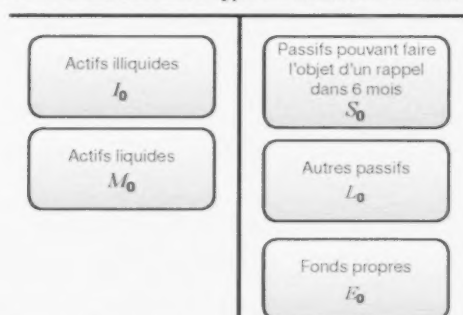 Actifs illiquides
I₀
Actifs liquides
M₀
Passifs pouvant faire
l'objet d'un rappel
dans 6 mois
S₀
Autres passifs
L₀
Fonds propres
E₀